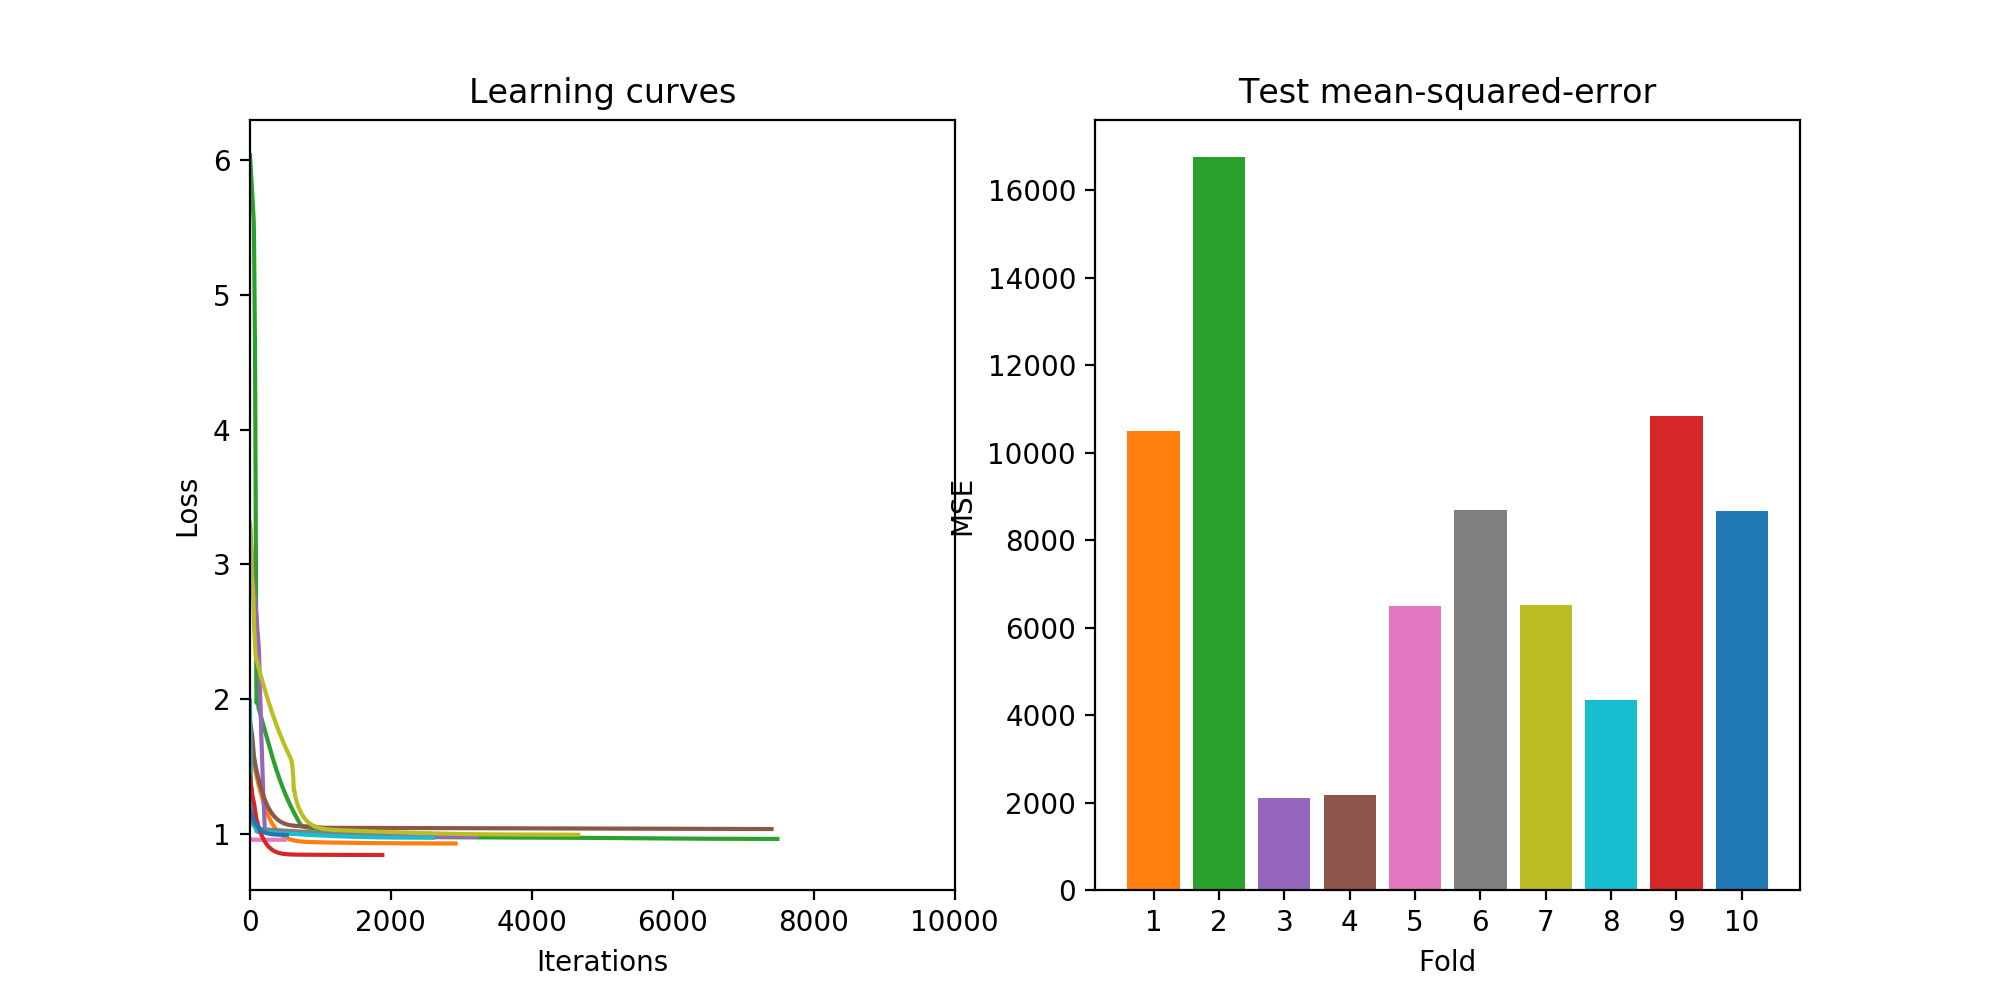 Learning curves
6
5
4
3
2
1
Loss
0 2000 4000 6000 8000 10000
Iterations
Test mean-squared-error
16000
14000
12000
10000
8000
6000
4000
2000
0
MSE
1 2 3 4 5 6 7 8 9 10
Fold